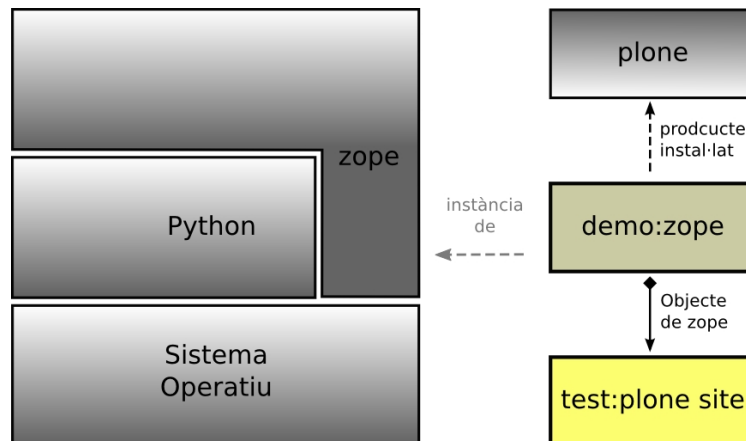 zope
Python
Sistema
Operatiu
instància
de
plone
prodcucte
instal·lat
demo:zope
Objecte
de zope
test:plone site